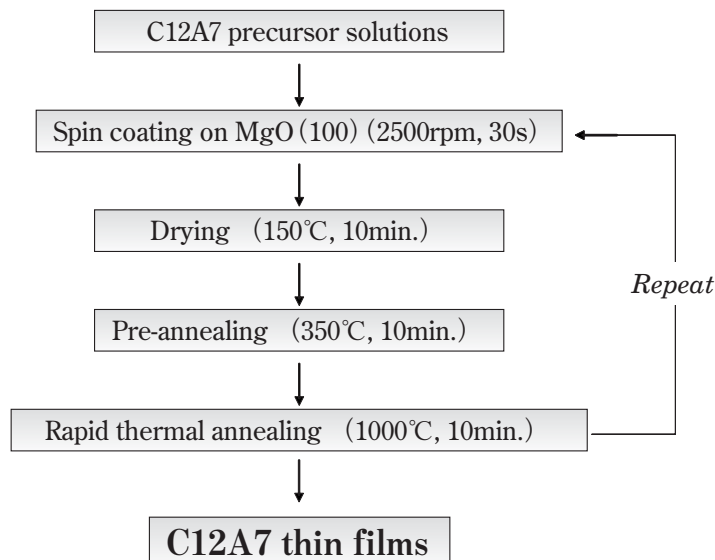 C12A7 precursor solutions
Spin coating on MgO (100) (2500rpm, 30s)
Drying (150℃, 10min.)
Repeat
Pre-annealing (350℃, 10min.)
Rapid thermal annealing (1000℃, 10min.)
C12A7 thin films